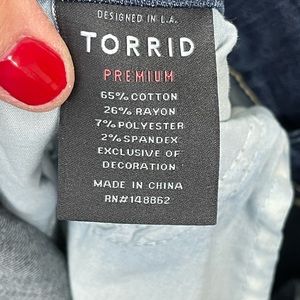 DESIGNED IN L.A.
TORRID
PREMIUM
65% COTTON
26% RAYON
7% POLYESTER
2% SPANDEX
EXCLUSIVE OF
DECORATION
MADE IN CHINA
RN#148862